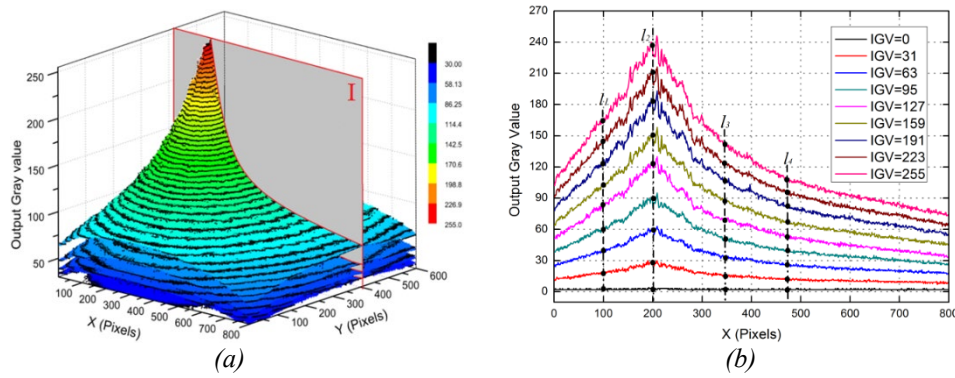 (a)
250
200
150
100
50
Output Gray value
I
30.00
58.13
86.25
114.4
142.5
170.6
198.8
226.9
255.0
100
200
300
400
500
600
700
800
X (Pixels)
100
200
300
400
500
600
Y (Pixels)
(a)
(b)
270
240
210
180
150
120
90
60
30
0
Output Gray Value
l1
l2
l3
l4
IGV=0
IGV=31
IGV=63
IGV=95
IGV=127
IGV=159
IGV=191
IGV=223
IGV=255
0 100 200 300 400 500 600 700 800
X (Pixels)
(b)